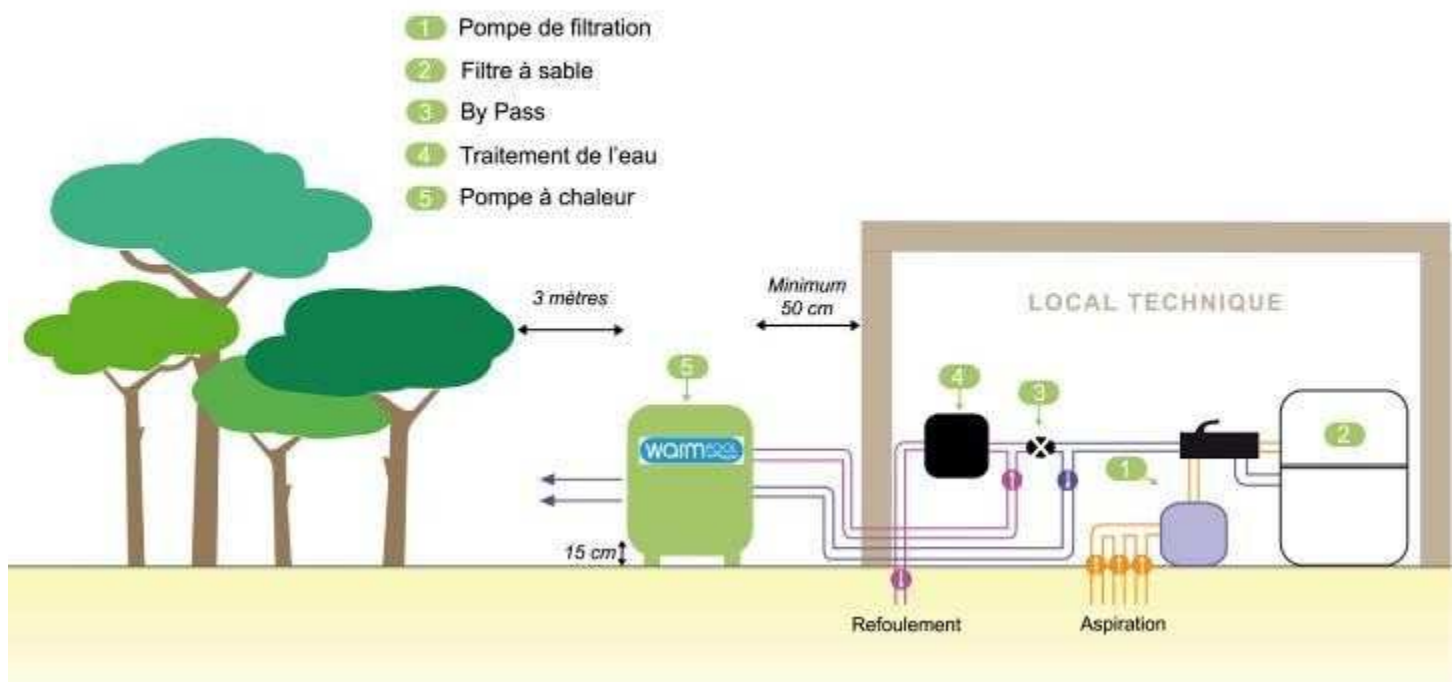 1 Pompe de filtration
2 Filtre à sable
3 By Pass
4 Traitement de l'eau
5 Pompe à chaleur
3 mètres
Minimum
50 cm
LOCAL TECHNIQUE
5
4
3
2
1
warmpool
15 cm
Refoulement
Aspiration